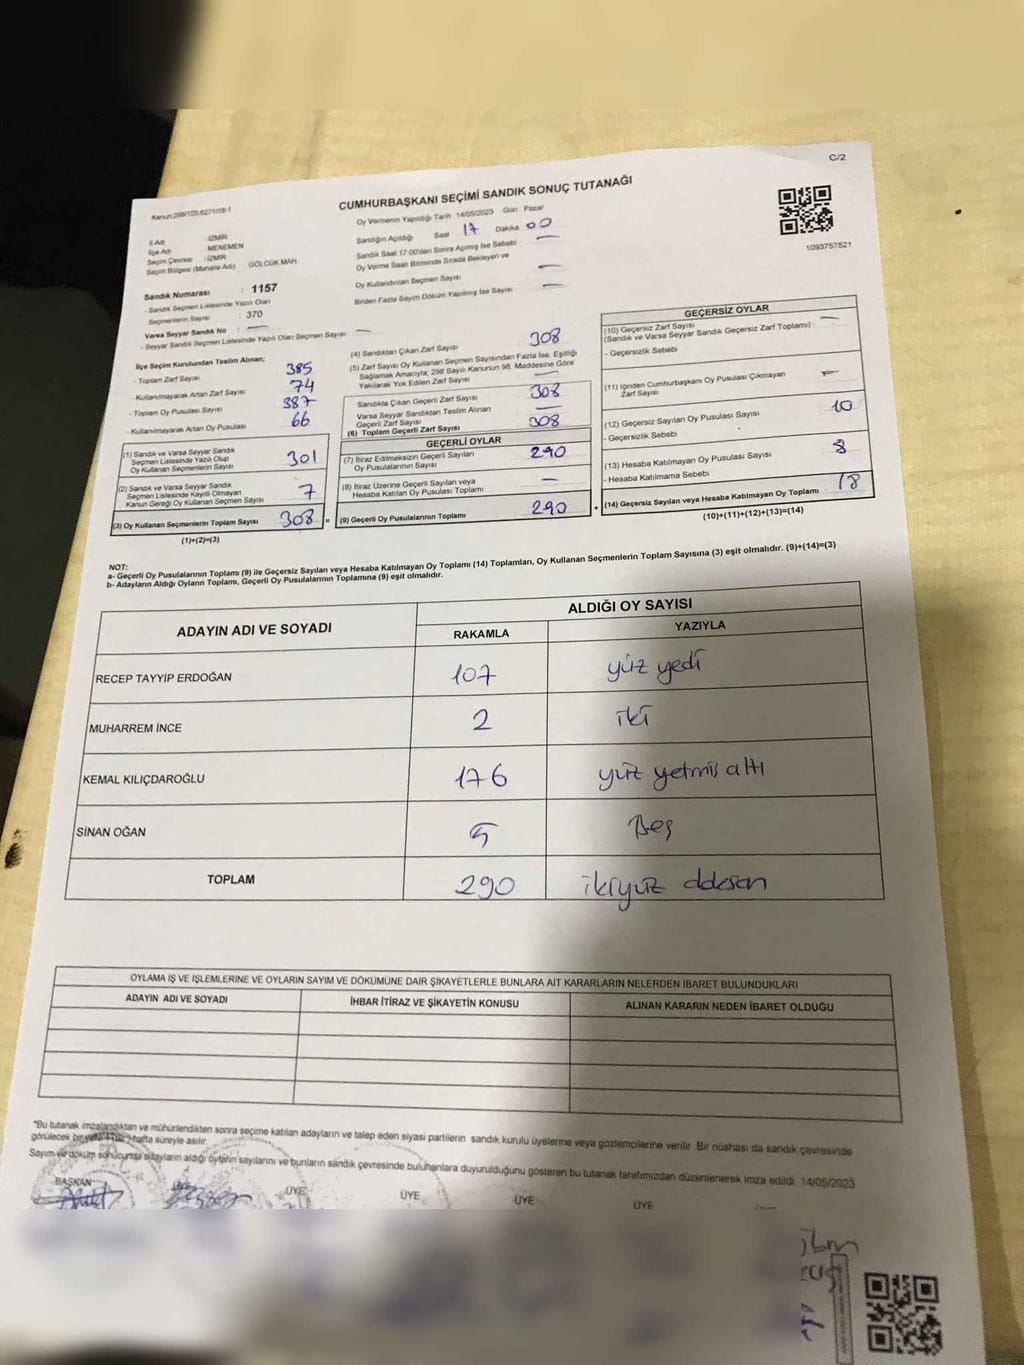 C/2
CUMHURBAŞKANI SEÇİMİ SANDIK SONUÇ TUTANAĞI
1093757521
Oy Vermenin Yapıldığı Tarih :14/05/2023 Gün : Pazar
Sandığın Açıldığı Saat 17 Dakika 00
Sandık Saat 17:00'den Sonra Açılmış İse Sebebi —
Oy Verme Saati Bitiminde Sırada Bekleyen ve
Oy Kullandırılan Seçmen Sayısı —
Birden Fazla Sayım Döküm Yapılmış İse Sayısı —
İl Adı : İZMİR
İlçe Adı : MENEMEN
Seçim Çevresi : İZMİR
Seçim Bölgesi (Mahalle Adı) : GÖLCÜK MAH.
Sandık Numarası : 1157
- Sandık Seçmen Listesinde Yazılı Olan
Seçmenlerin Sayısı : 370
Varsa Seyyar Sandık No : —
- Seyyar Sandık Seçmen Listesinde Yazılı Olan Seçmen Sayısı: —
İlçe Seçim Kurulundan Teslim Alınan;
- Toplam Zarf Sayısı 385
- Kullanılmayarak Artan Zarf Sayısı 74
- Toplam Oy Pusulası Sayısı 387
- Kullanılmayarak Artan Oy Pusulası 66
(1) Sandık ve Varsa Seyyar Sandık
Seçmen Listesinde Yazılı Olup
Oy Kullanan Seçmenlerin Sayısı 301
(2) Sandık ve Varsa Seyyar Sandık
Seçmen Listesinde Kayıtlı Olmayan
Kanun Gereği Oy Kullanan Seçmen Sayısı 7
(3) Oy Kullanan Seçmenlerin Toplam Sayısı 308 =
(1)+(2)=(3)
(4) Sandıktan Çıkan Zarf Sayısı 308
(5) Zarf Sayısı Oy Kullanan Seçmen Sayısından Fazla İse, Eşitliği
Sağlamak Amacıyla, 298 Sayılı Kanunun 98. Maddesine Göre
Yakılarak Yok Edilen Zarf Sayısı —
Sandıkta Çıkan Geçerli Zarf Sayısı 308
Varsa Seyyar Sandıktan Teslim Alınan
Geçerli Zarf Sayısı —
(6) Toplam Geçerli Zarf Sayısı 308
GEÇERLİ OYLAR
(7) İtiraz Edilmeksizin Geçerli Sayılan
Oy Pusulalarının Sayısı 290
(8) İtiraz Üzerine Geçerli Sayılan veya
Hesaba Katılan Oy Pusulası Toplamı —
(9) Geçerli Oy Pusulalarının Toplamı 290 +
GEÇERSİZ OYLAR
(10) Geçersiz Zarf Sayısı
(Sandık ve Varsa Seyyar Sandık Geçersiz Zarf Toplamı) —
- Geçersizlik Sebebi
(11) İçinden Cumhurbaşkanı Oy Pusulası Çıkmayan
Zarf Sayısı —
(12) Geçersiz Sayılan Oy Pusulası Sayısı 10
- Geçersizlik Sebebi
(13) Hesaba Katılmayan Oy Pusulası Sayısı 8
- Hesaba Katılmama Sebebi
(14) Geçersiz Sayılan veya Hesaba Katılmayan Oy Toplamı 18
(10)+(11)+(12)+(13)=(14)
NOT:
a- Geçerli Oy Pusulalarının Toplamı (9) ile Geçersiz Sayılan veya Hesaba Katılmayan Oy Toplamı (14) Toplamları, Oy Kullanan Seçmenlerin Toplam Sayısına (3) eşit olmalıdır. (9)+(14)=(3)
b- Adayların Aldığı Oyların Toplamı, Geçerli Oy Pusulalarının Toplamına (9) eşit olmalıdır.
ADAYIN ADI VE SOYADI ALDIĞI OY SAYISI
RAKAMLA YAZIYLA
RECEP TAYYİP ERDOĞAN 107 yüz yedi
MUHARREM İNCE 2 iki
KEMAL KILIÇDAROĞLU 176 yüz yetmiş altı
SİNAN OĞAN 5 Beş
TOPLAM 290 ikiyüz doksan
OYLAMA İŞ VE İŞLEMLERİNE VE OYLARIN SAYIM VE DÖKÜMÜNE DAİR ŞİKAYETLERLE BUNLARA AİT KARARLARIN NELERDEN İBARET BULUNDUKLARI
ADAYIN ADI VE SOYADI İHBAR İTİRAZ VE ŞİKAYETİN KONUSU ALINAN KARARIN NEDEN İBARET OLDUĞU
*Bu tutanak imzalandıktan ve mühürlendikten sonra seçime katılan adayların ve talep eden siyasi partilerin sandık kurulu üyelerine veya gözlemcilerine verilir. Bir nüshası da sandık çevresinde
görülecek bir yere 1 (bir) hafta süreyle asılır.
Sayım ve döküm sonucunda adayların aldığı oyların sayılarını ve bunların sandık çevresinde bulunanlara duyurulduğunu gösteren bu tutanak tarafımızdan düzenlenerek imza edildi. 14/05/2023
BAŞKAN ÜYE ÜYE ÜYE ÜYE ÜYE